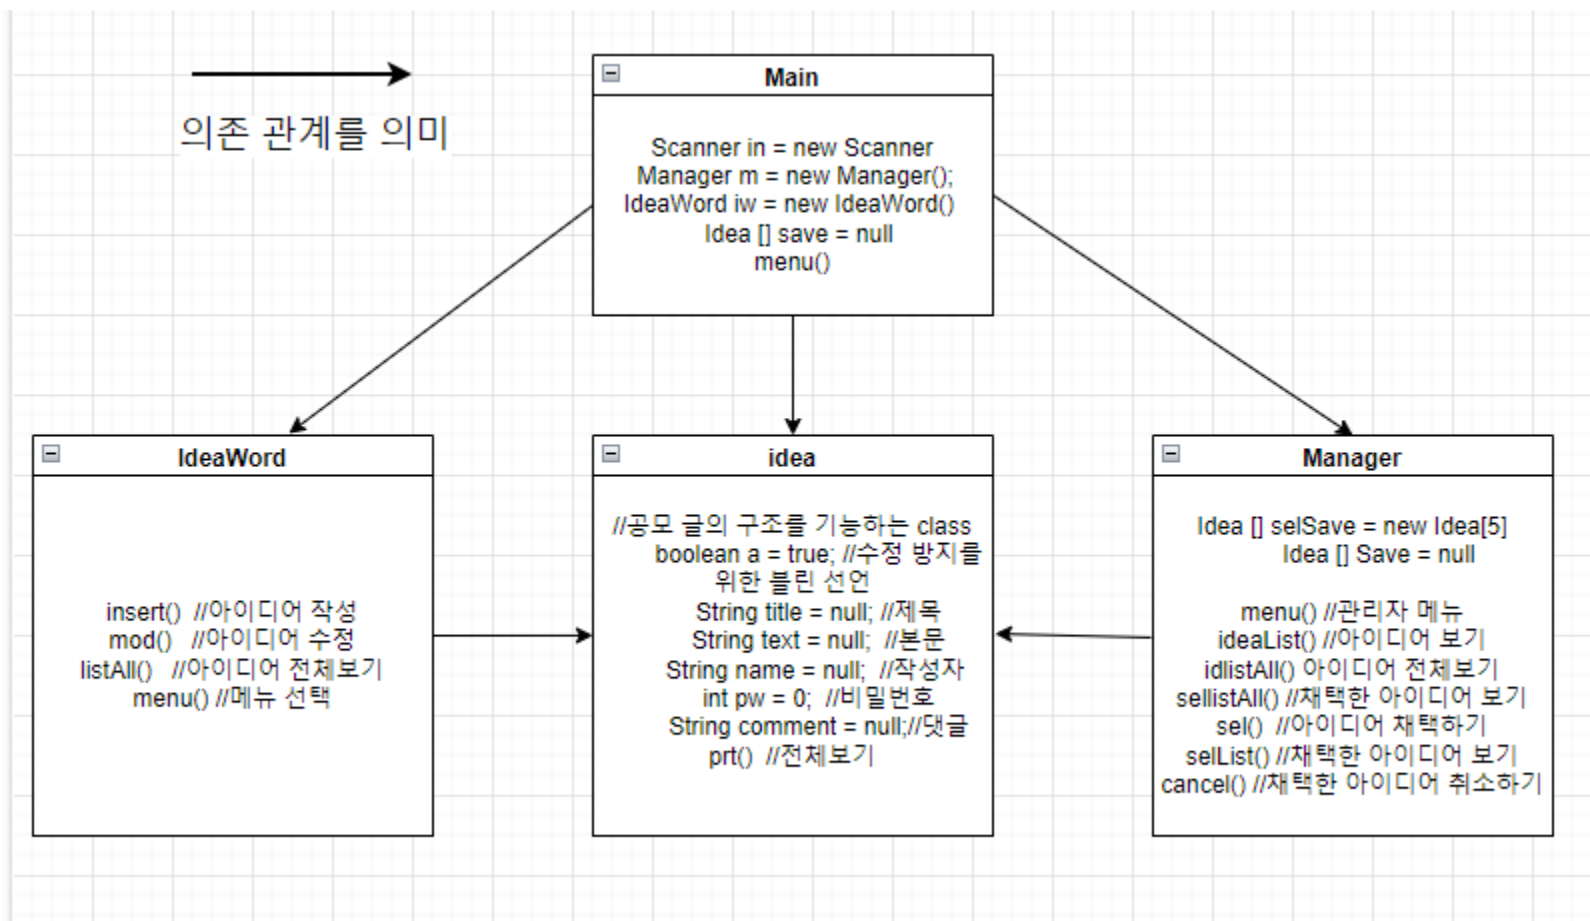 의존 관계를 의미
Main
Scanner in = new Scanner
Manager m = new Manager();
IdeaWord iw = new IdeaWord()
Idea [] save = null
menu()
IdeaWord
insert() //아이디어 작성
mod() //아이디어 수정
listAll() //아이디어 전체보기
menu() //메뉴 선택
idea
//공모 글의 구조를 기능하는 class
boolean a = true; //수정 방지를
위한 블린 선언
String title = null; //제목
String text = null; //본문
String name = null; //작성자
int pw = 0; //비밀번호
String comment = null;//댓글
prt() //전체보기
Manager
Idea [] selSave = new Idea[5]
Idea [] Save = null
menu() //관리자 메뉴
ideaList() //아이디어 보기
idlistAll() 아이디어 전체보기
sellistAll() //채택한 아이디어 보기
sel() //아이디어 채택하기
selList() //채택한 아이디어 보기
cancel() //채택한 아이디어 취소하기